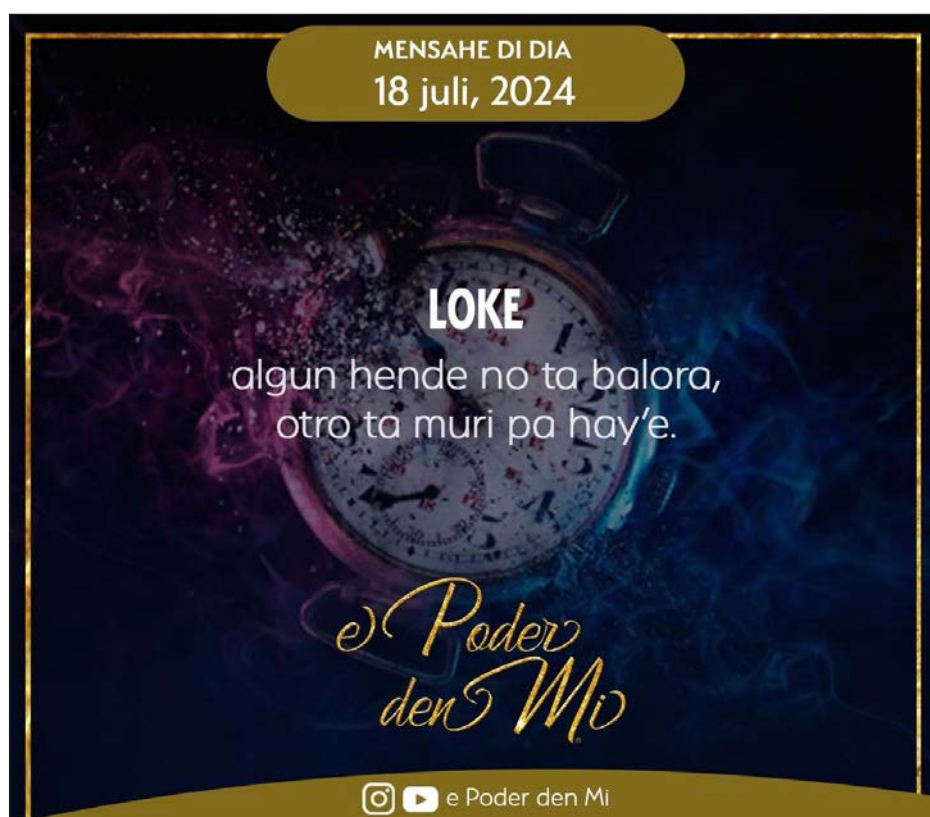 MENSAHE DI DIA
18 juli, 2024
LOKE
algun hende no ta balora,
otro ta muri pa hay'e.
e Poder
den Mi
e Poder den Mi